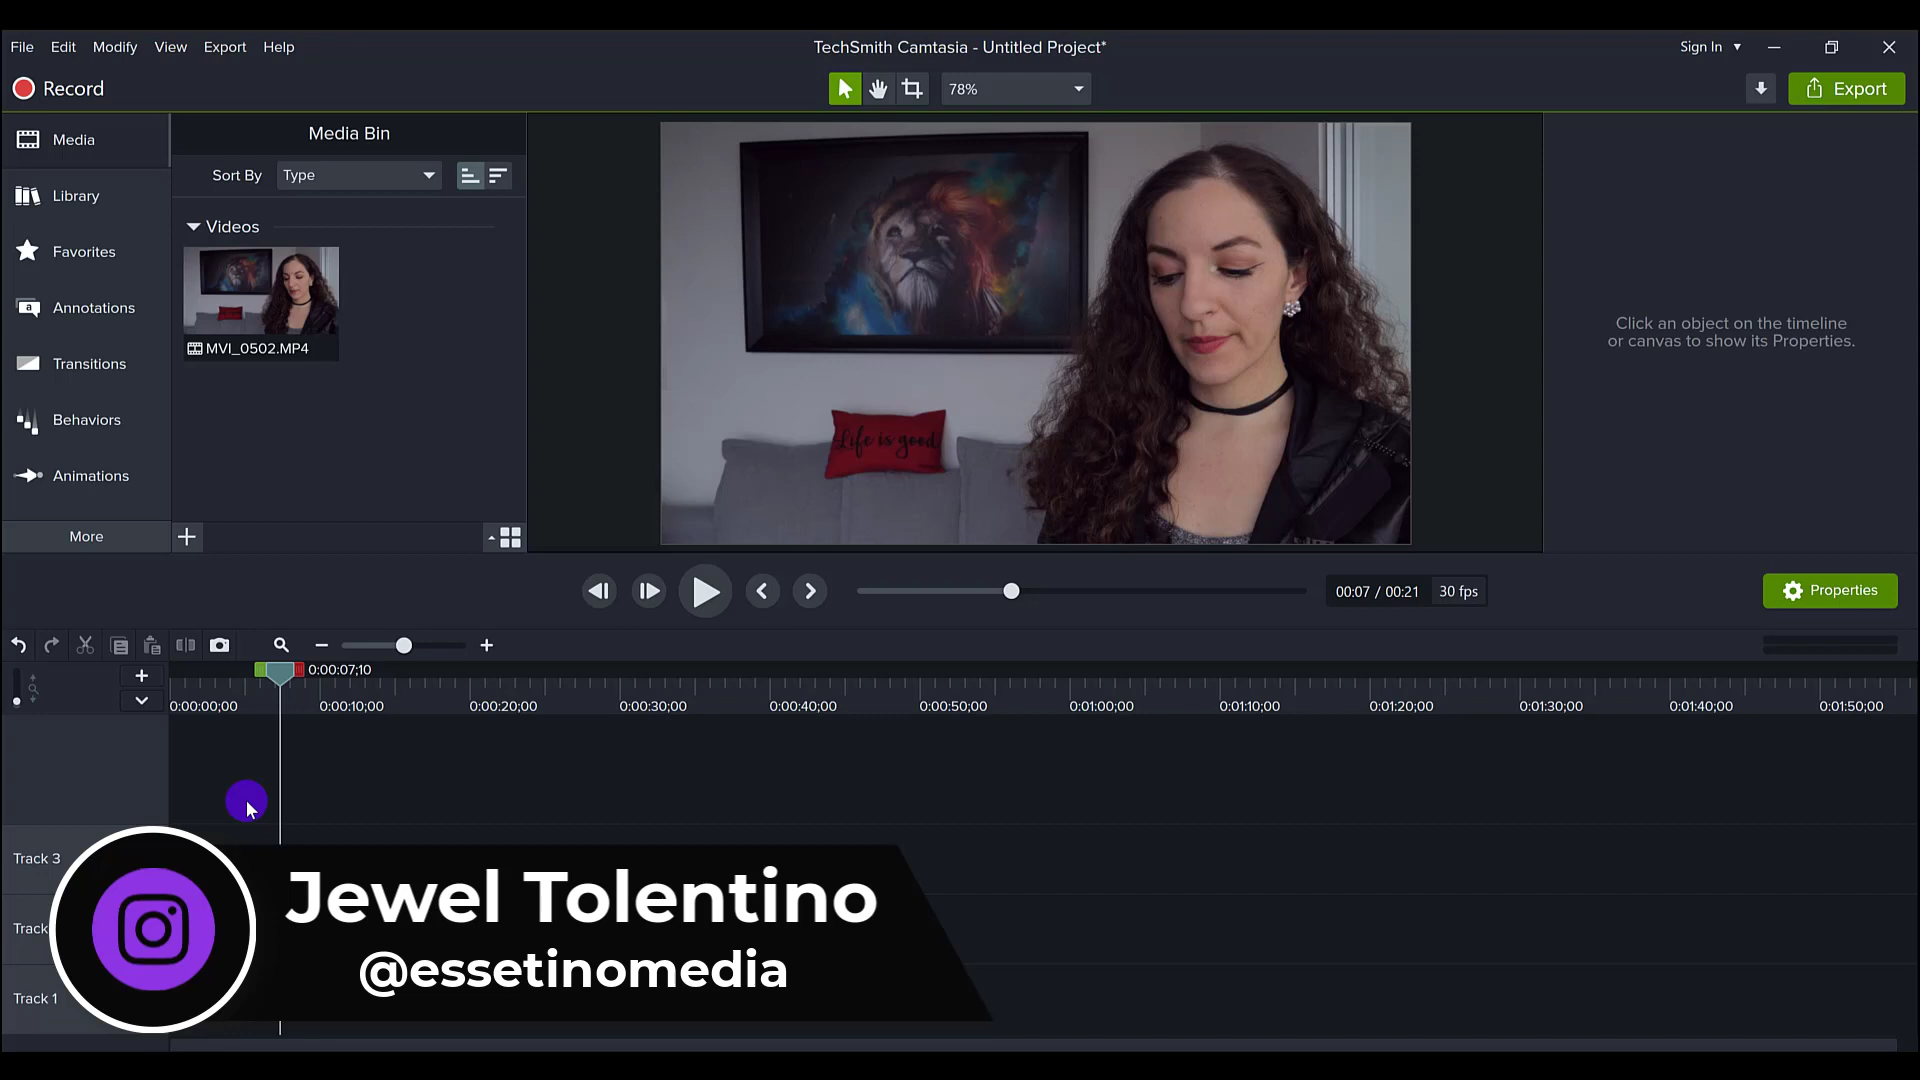 File Edit Modify View Export Help
TechSmith Camtasia - Untitled Project*
Sign In
Record
78%
Export
Media
Library
Favorites
Annotations
Transitions
Behaviors
Animations
More
Media Bin
Sort By Type
Videos
MVI_0502.MP4
Life is good
Click an object on the timeline
or canvas to show its Properties.
00:07 / 00:21 30 fps
Properties
0:00:07;10
0:00:00;00 0:00:10;00 0:00:20;00 0:00:30;00 0:00:40;00 0:00:50;00 0:01:00;00 0:01:10;00 0:01:20;00 0:01:30;00 0:01:40;00 0:01:50;00
Track 3
Track
Track 1
Jewel Tolentino
@essetinomedia